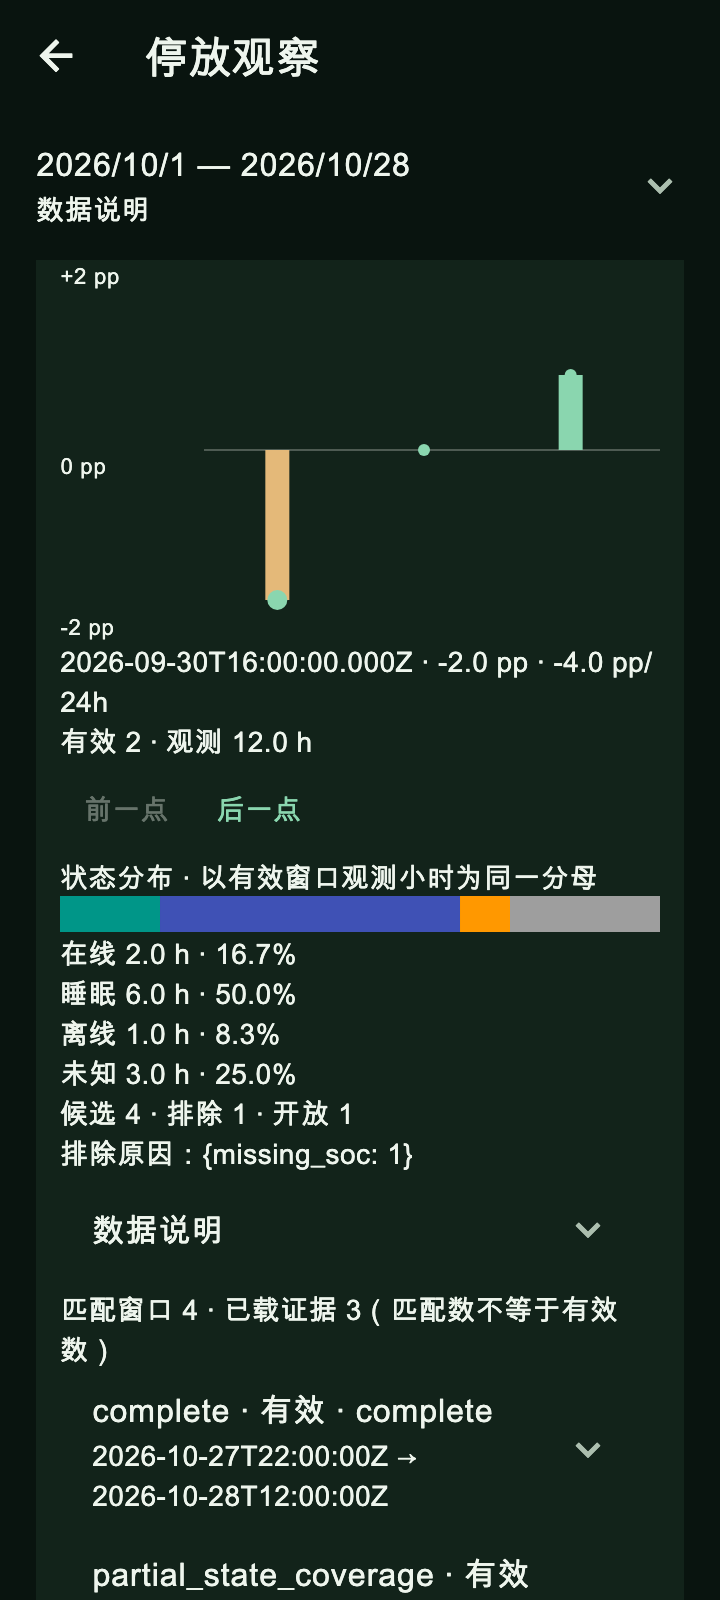 停放观察
2026/10/1 — 2026/10/28
数据说明
+2 pp
0 pp
-2 pp
2026-09-30T16:00:00.000Z · -2.0 pp · -4.0 pp/
24h
有效 2 · 观测 12.0 h
前一点 后一点
状态分布 · 以有效窗口观测小时为同一分母
在线 2.0 h · 16.7%
睡眠 6.0 h · 50.0%
离线 1.0 h · 8.3%
未知 3.0 h · 25.0%
候选 4 · 排除 1 · 开放 1
排除原因：{missing_soc: 1}
数据说明
匹配窗口 4 · 已载证据 3（匹配数不等于有效
数）
complete · 有效 · complete
2026-10-27T22:00:00Z →
2026-10-28T12:00:00Z
partial_state_coverage · 有效